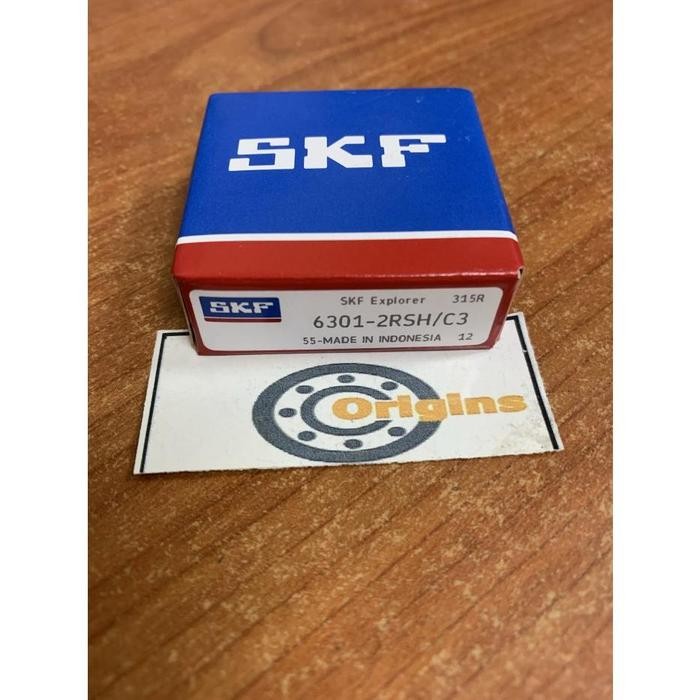 SKF
SKF
SKF Explorer 315R
6301-2RSH/C3
55-MADE IN INDONESIA 12
Origins